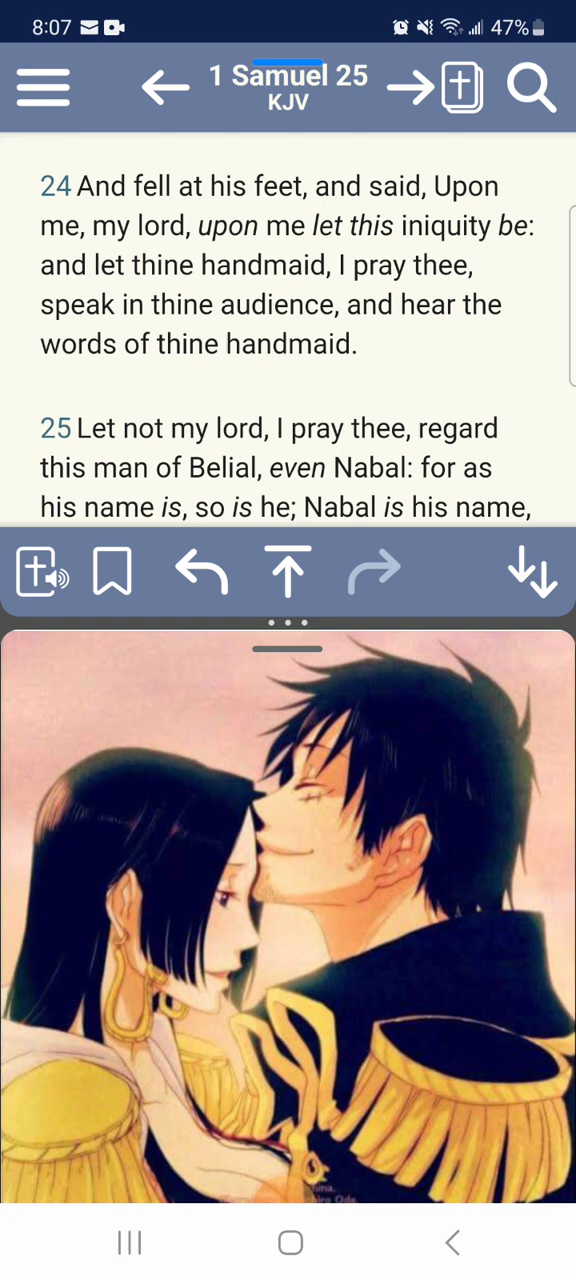 8:07 47%
1 Samuel 25
KJV
24 And fell at his feet, and said, Upon
me, my lord, upon me let this iniquity be:
and let thine handmaid, I pray thee,
speak in thine audience, and hear the
words of thine handmaid.
25 Let not my lord, I pray thee, regard
this man of Belial, even Nabal: for as
his name is, so is he; Nabal is his name,
Oda.